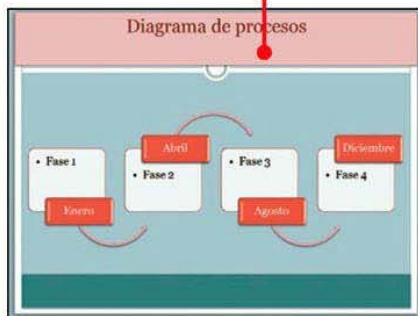 Diagrama de procesos
• Fase 1
Enero
Abril
• Fase 2
• Fase 3
Agosto
Diciembre
• Fase 4